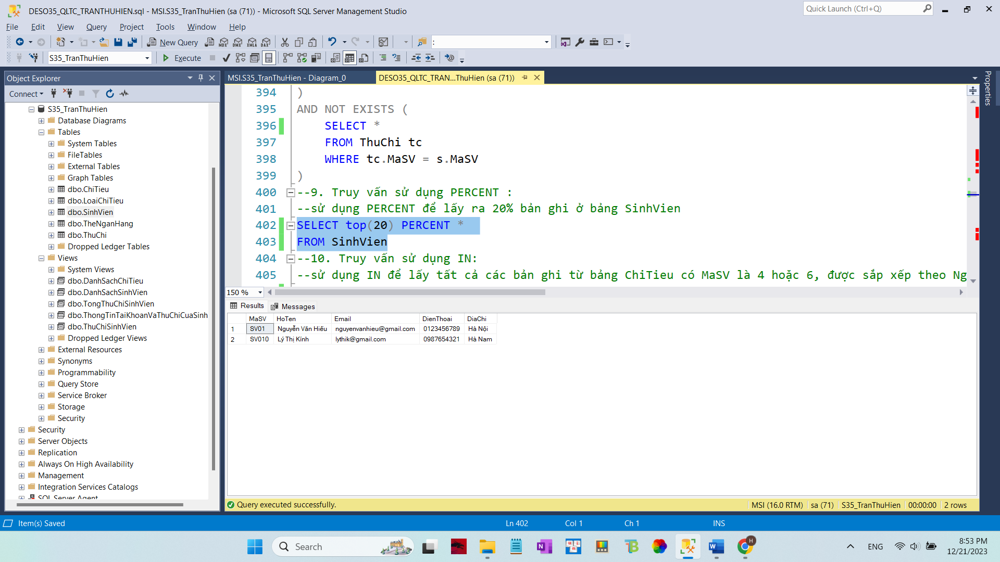 DESO35_QLTC_TRANTHUHIEN.sql - MSI.S35_TranThuHien (sa (71)) - Microsoft SQL Server Management Studio
Quick Launch (Ctrl+Q)
File Edit View Query Project Tools Window Help
New Query
:
S35_TranThuHien
Execute
Object Explorer
Connect
S35_TranThuHien
Database Diagrams
Tables
System Tables
FileTables
External Tables
Graph Tables
dbo.ChiTieu
dbo.LoaiChiTieu
dbo.SinhVien
dbo.TheNganHang
dbo.ThuChi
Dropped Ledger Tables
Views
System Views
dbo.DanhSachChiTieu
dbo.DanhSachSinhVien
dbo.TongThuChiSinhVien
dbo.ThongTinTaiKhoanVaThuChiCuaSinh
dbo.ThuChiSinhVien
Dropped Ledger Views
External Resources
Synonyms
Programmability
Query Store
Service Broker
Storage
Security
Security
Server Objects
Replication
Always On High Availability
Management
Integration Services Catalogs
SQL Server Agent
MSI.S35_TranThuHien - Diagram_0
DESO35_QLTC_TRAN...ThuHien (sa (71))
Properties
394 )
395 AND NOT EXISTS (
396 SELECT *
397 FROM ThuChi tc
398 WHERE tc.MaSV = s.MaSV
399 )
400 --9. Truy vấn sử dụng PERCENT :
401 --sử dụng PERCENT để lấy ra 20% bản ghi ở bảng SinhVien
402 SELECT top(20) PERCENT *
403 FROM SinhVien
404 --10. Truy vấn sử dụng IN:
405 --sử dụng IN để lấy tất cả các bản ghi từ bảng ChiTieu có MaSV là 4 hoặc 6, được sắp xếp theo Ng
150 %
Results Messages
MaSV HoTen Email DienThoai DiaChi
1 SV01 Nguyễn Văn Hiếu nguyenvanhieu@gmail.com 0123456789 Hà Nội
2 SV010 Lý Thị Kính lythik@gmail.com 0987654321 Hà Nam
Query executed successfully.
MSI (16.0 RTM) sa (71) S35_TranThuHien 00:00:00 2 rows
Item(s) Saved
Ln 402 Col 1 Ch 1 INS
Search
ENG
8:53 PM
12/21/2023